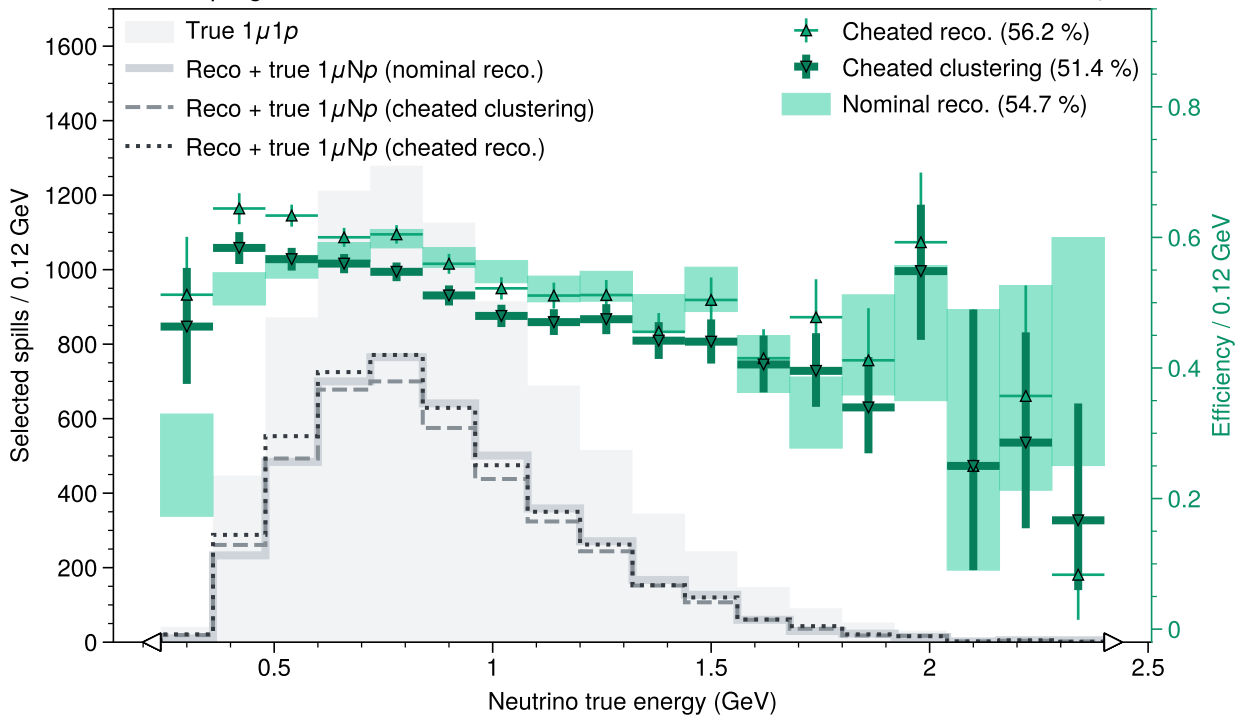 True 1μ1p
Reco + true 1μNp (nominal reco.)
Reco + true 1μNp (cheated clustering)
Reco + true 1μNp (cheated reco.)
Cheated reco. (56.2 %)
Cheated clustering (51.4 %)
Nominal reco. (54.7 %)
Selected spills / 0.12 GeV
1600
1400
1200
1000
800
600
400
200
0
Efficiency / 0.12 GeV
0.8
0.6
0.4
0.2
0
0.5
1
1.5
2
2.5
Neutrino true energy (GeV)